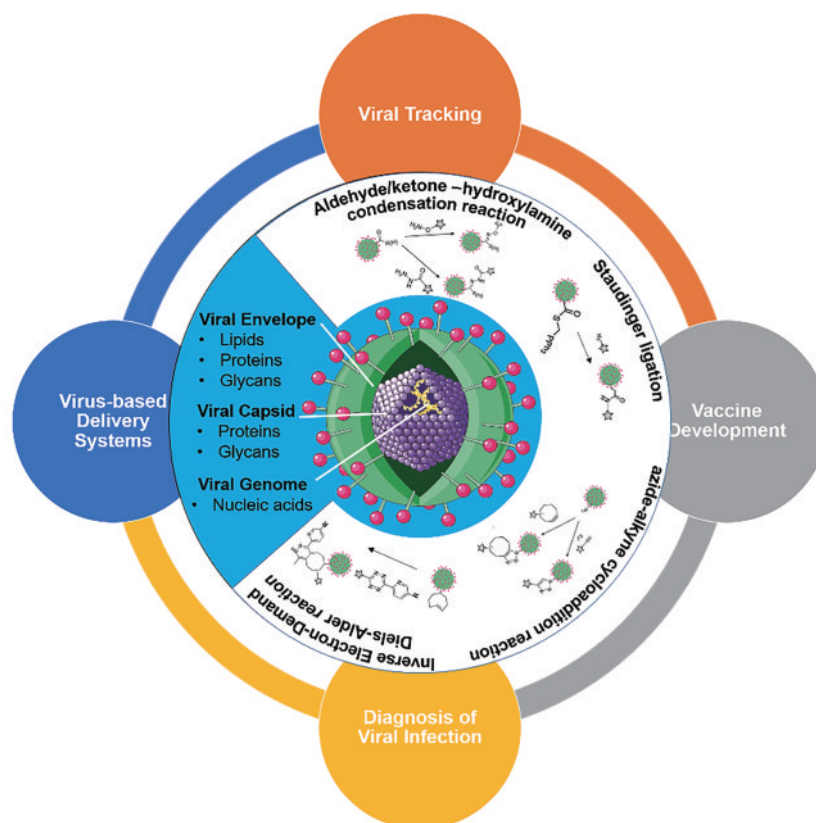 Viral Tracking
Aldehyde/ketone –hydroxylamine
condensation reaction
Staudinger ligation
Viral Envelope
• Lipids
• Proteins
• Glycans
Viral Capsid
• Proteins
• Glycans
Viral Genome
• Nucleic acids
Virus-based
Delivery
Systems
Vaccine
Development
azide-alkyne cycloaddition reaction
Inverse Electron-Demand
Diels-Alder reaction
Diagnosis of
Viral Infection